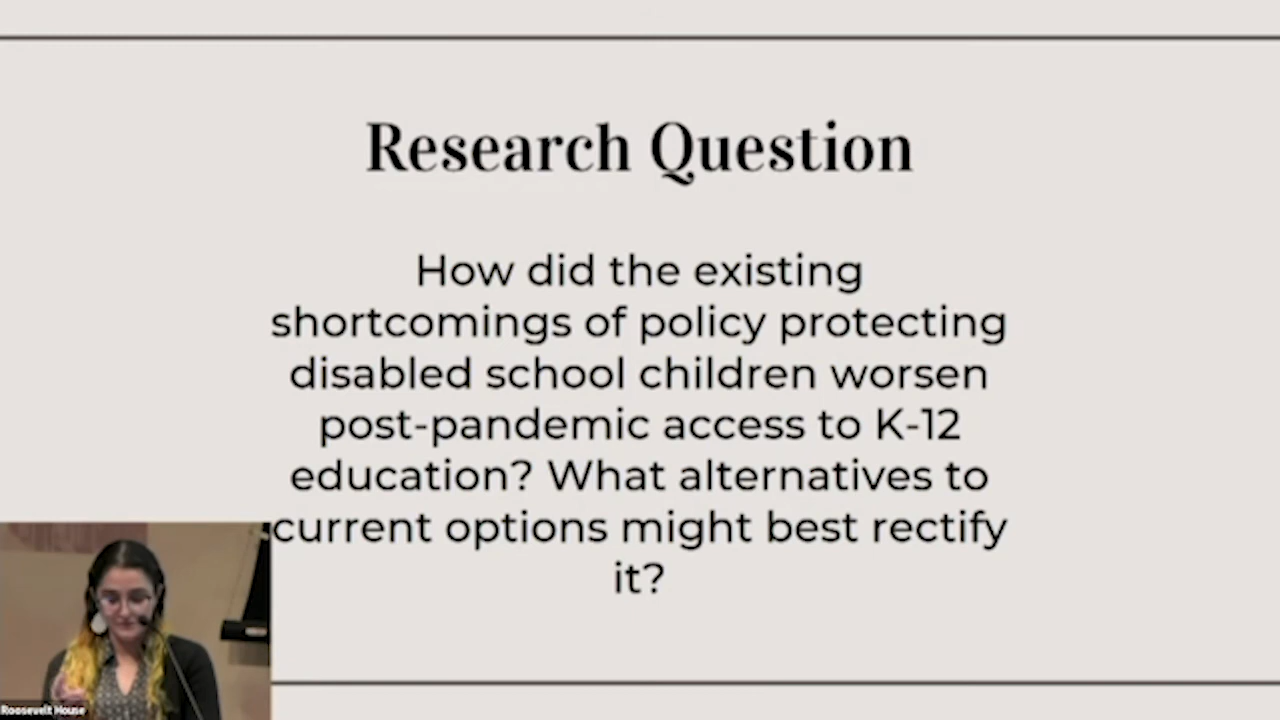 Research Question
How did the existing
shortcomings of policy protecting
disabled school children worsen
post-pandemic access to K-12
education? What alternatives to
current options might best rectify
it?
Roosevelt House